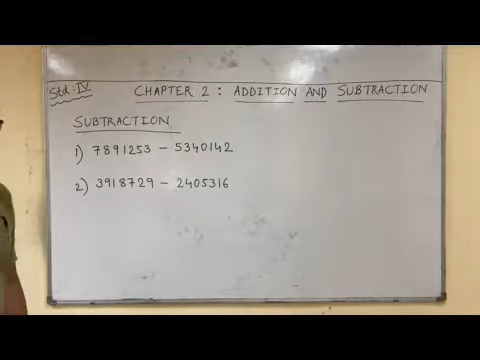 Std: IV
CHAPTER 2 : ADDITION AND SUBTRACTION
SUBTRACTION
1) 7891253 - 5340142
2) 3918729 - 2405316